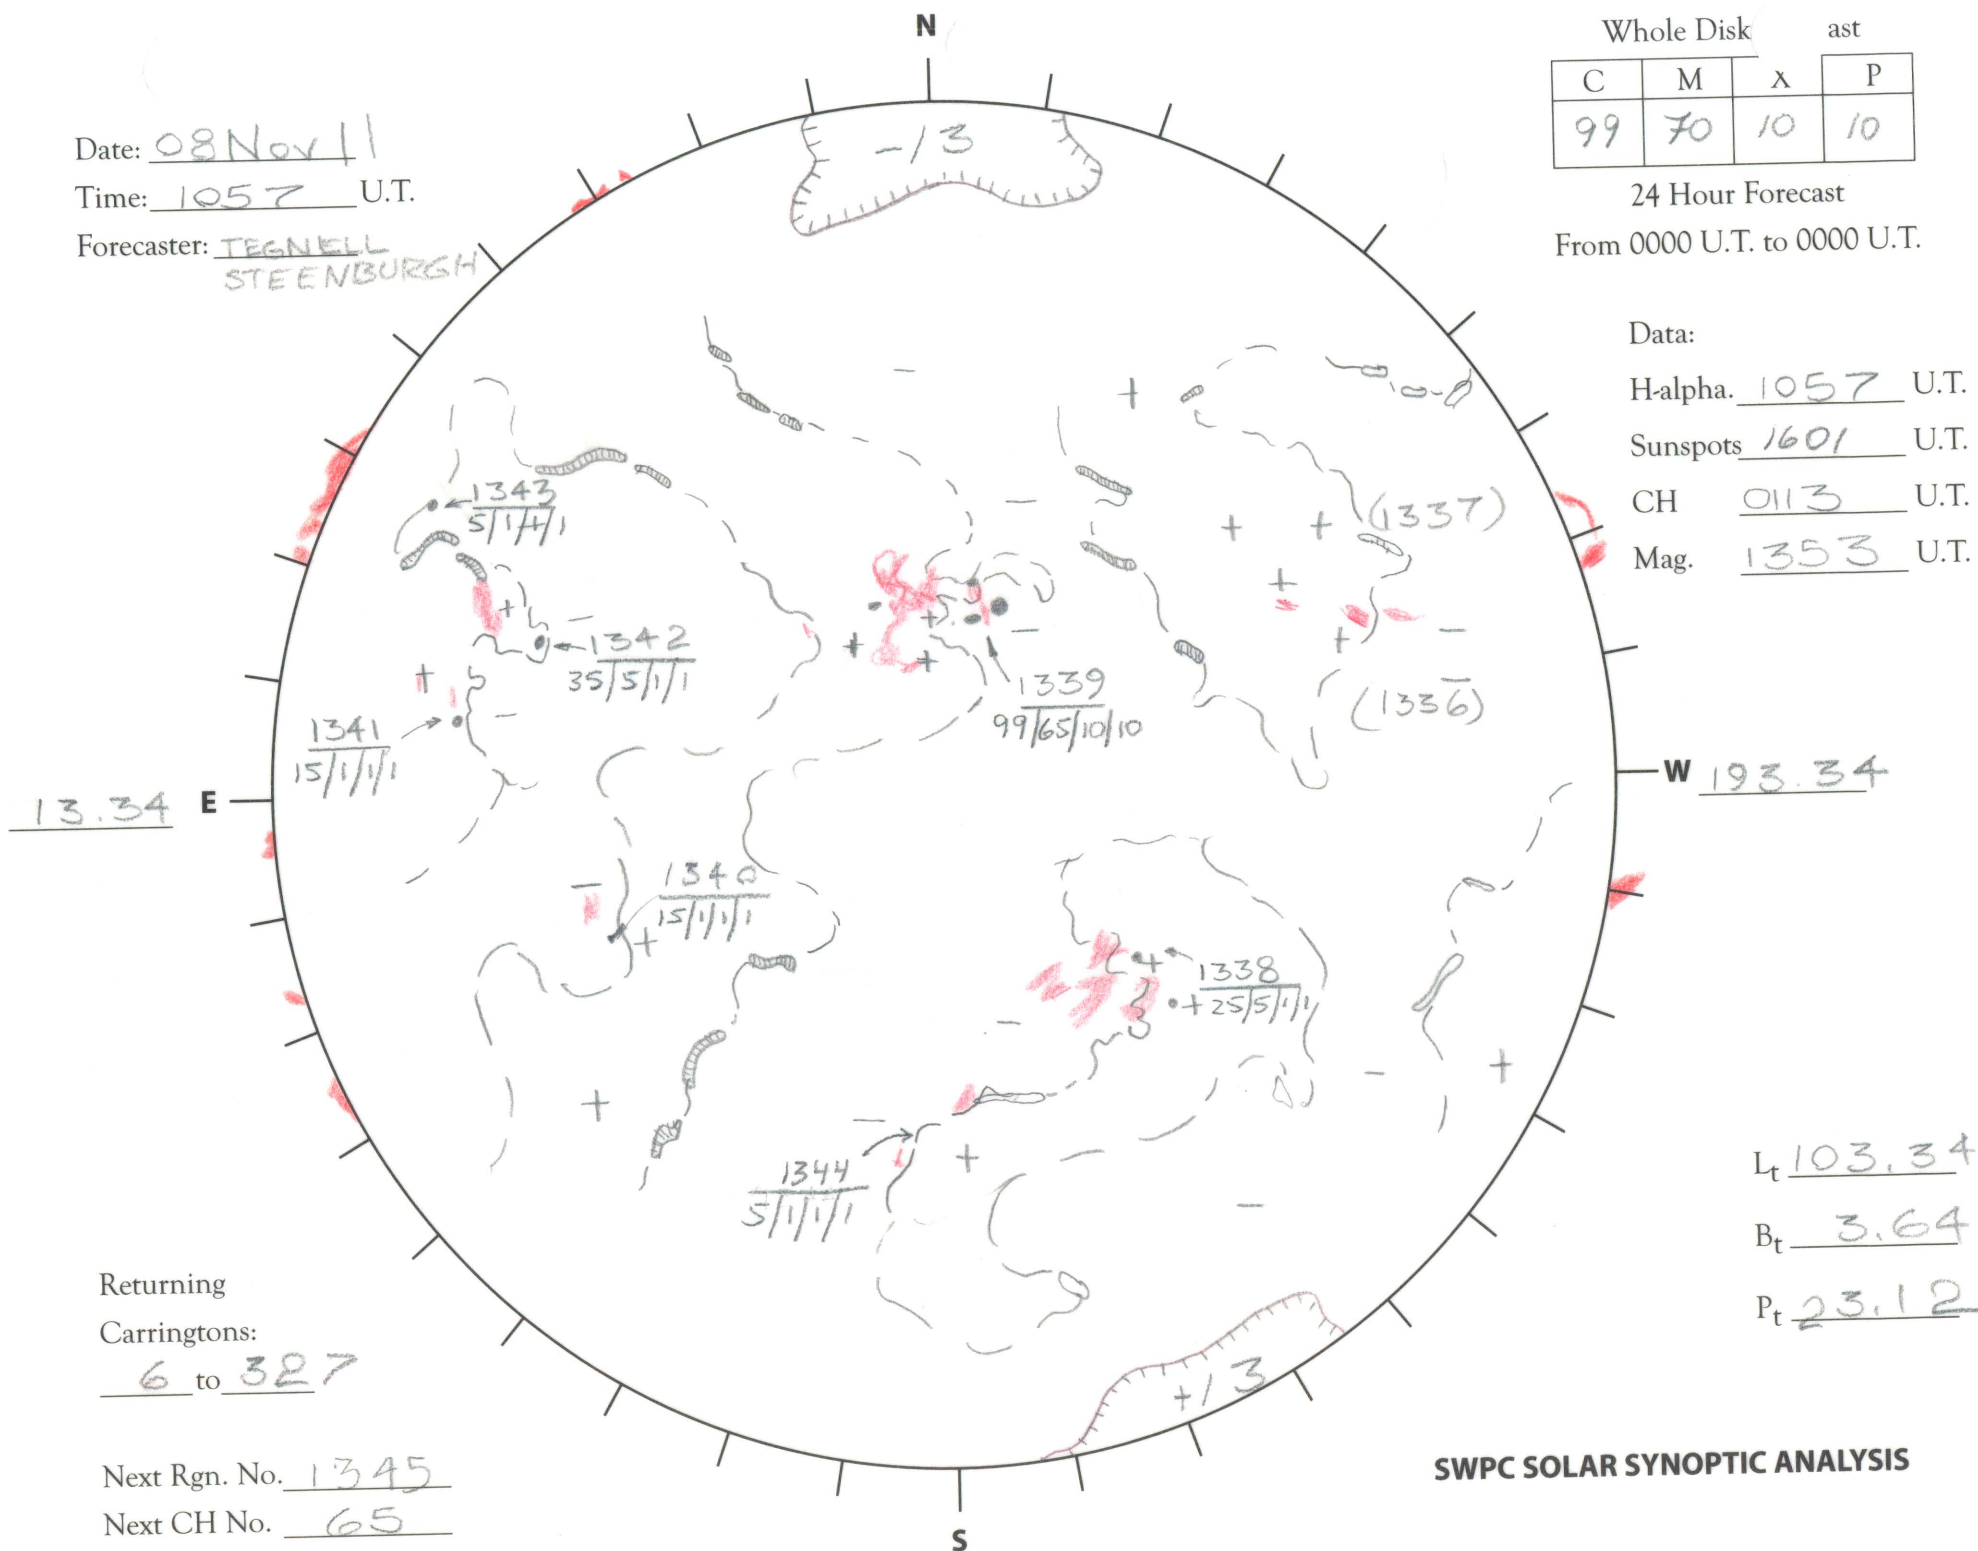 N
Whole Disk ast
C M X P
99 70 10 10
24 Hour Forecast
From 0000 U.T. to 0000 U.T.
Date: 08 Nov 11
Time: 1057 U.T.
Forecaster: TEGNELL
STEENBURGH
Data:
H-alpha. 1057 U.T.
Sunspots 1601 U.T.
CH 0113 U.T.
Mag. 1353 U.T.
-/3
1343
5/1/1/1
(1337)
1342
35/5/1/1
1339
99/65/10/10
(1336)
1341
15/1/1/1
13.34 E
W 193.34
1340
15/1/1/1
1338
25/5/1/1
1344
5/1/1/1
+/3
Lt 103.34
Bt 3.64
Pt 23.12
Returning
Carringtons:
6 to 327
Next Rgn. No. 1345
Next CH No. 65
S
SWPC SOLAR SYNOPTIC ANALYSIS